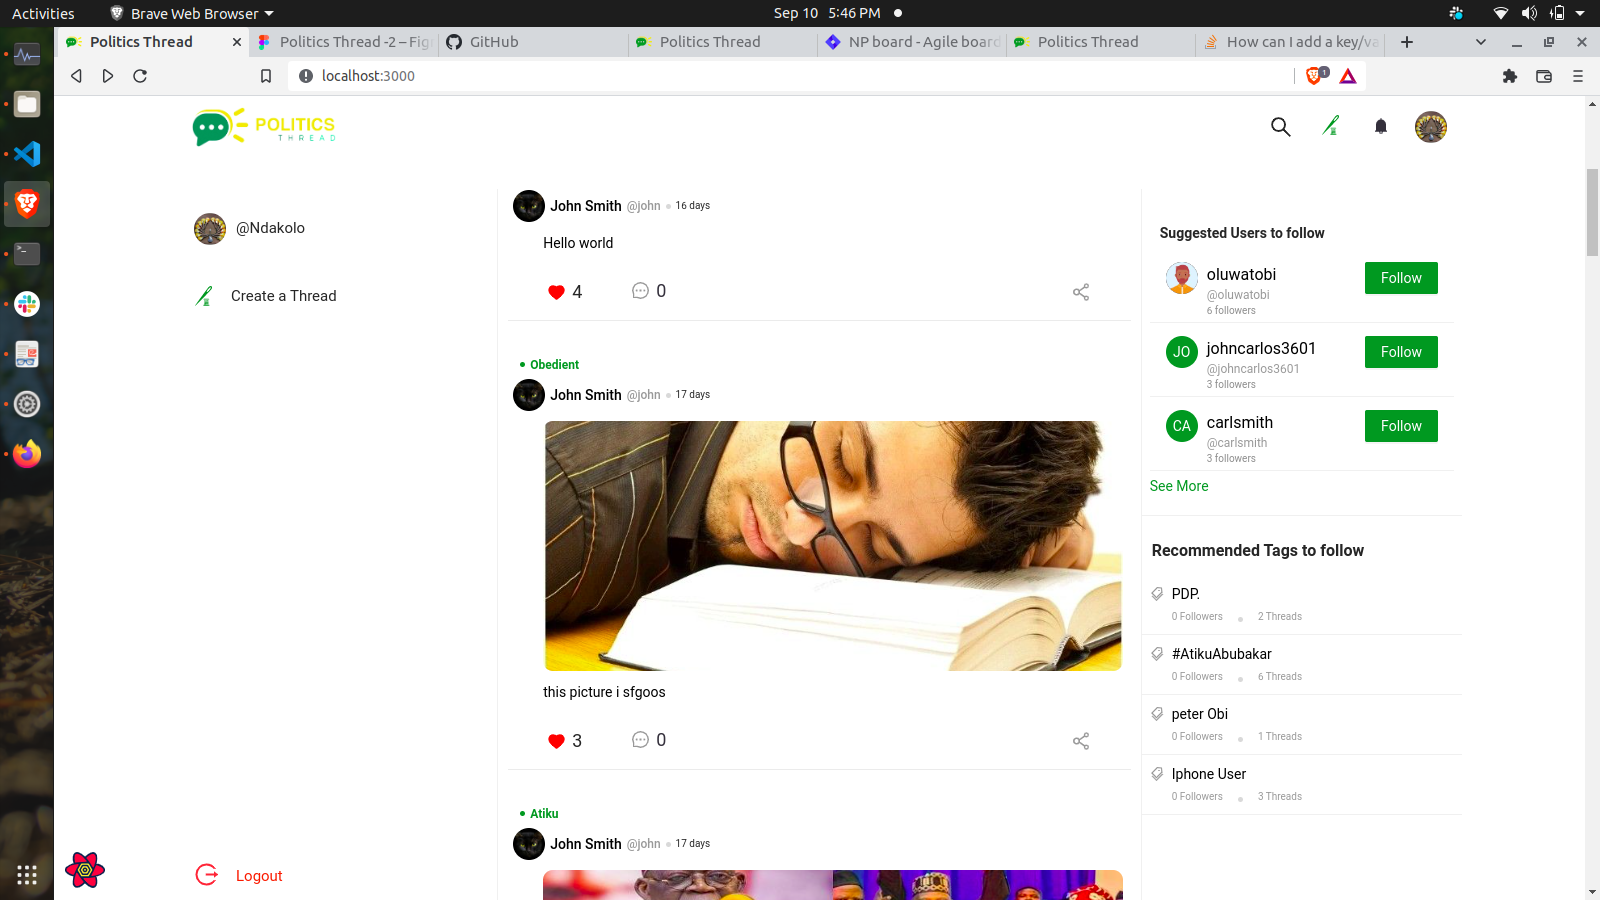 Activities
Brave Web Browser
Sep 10 5:46 PM
Politics Thread
Politics Thread -2 – Fig
GitHub
Politics Thread
NP board - Agile board
Politics Thread
How can I add a key/va
localhost:3000
1
POLITICS
THREAD
@Ndakolo
Create a Thread
Logout
John Smith @john 16 days
Hello world
4 0
Obedient
John Smith @john 17 days
this picture i sfgoos
3 0
Atiku
John Smith @john 17 days
Suggested Users to follow
oluwatobi
@oluwatobi
6 followers
Follow
JO
johncarlos3601
@johncarlos3601
3 followers
Follow
CA
carlsmith
@carlsmith
3 followers
Follow
See More
Recommended Tags to follow
PDP.
0 Followers 2 Threads
#AtikuAbubakar
0 Followers 6 Threads
peter Obi
0 Followers 1 Threads
Iphone User
0 Followers 3 Threads